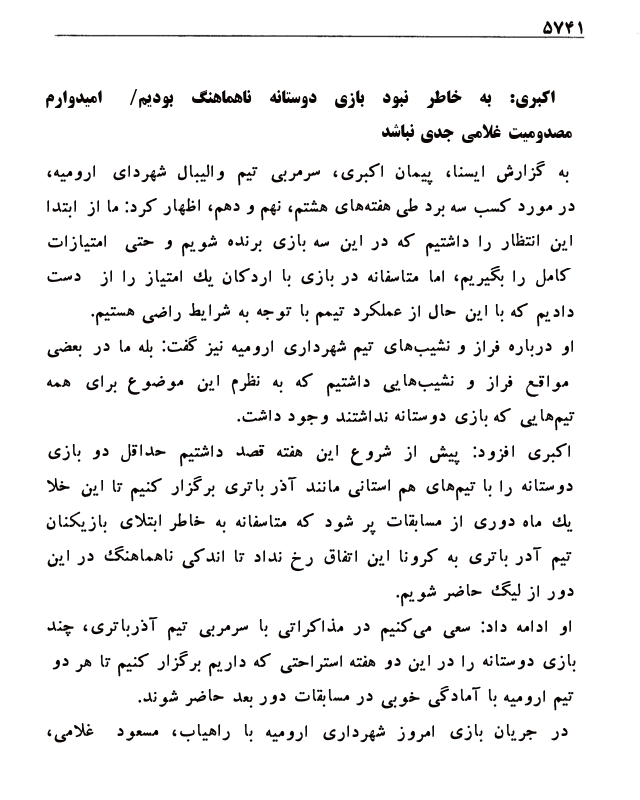 ۵۷۴۱
اکبری: به خاطر نبود بازی دوستانه ناهماهنگ بودیم/ امیدوارم
مصدومیت غلامی جدی نباشد
به گزارش ایسنا، پیمان اکبری، سرمربی تیم والیبال شهردای ارومیه،
در مورد کسب سه برد طی هفته‌های هشتم، نهم و دهم، اظهار کرد: ما از ابتدا
این انتظار را داشتیم که در این سه بازی برنده شویم و حتی امتیازات
کامل را بگیریم، اما متاسفانه در بازی با اردکان یك امتیاز را از دست
دادیم که با این حال از عملکرد تیمم با توجه به شرایط راضی هستیم.
او درباره فراز و نشیب‌های تیم شهرداری ارومیه نیز گفت: بله ما در بعضی
مواقع فراز و نشیب‌هایی داشتیم که به نظرم این موضوع برای همه
تیم‌هایی که بازی دوستانه نداشتند وجود داشت.
اکبری افزود: پیش از شروع این هفته قصد داشتیم حداقل دو بازی
دوستانه را با تیم‌های هم استانی مانند آذر باتری برگزار کنیم تا این خلا
یك ماه دوری از مسابقات پر شود که متاسفانه به خاطر ابتلای بازیکنان
تیم آدر باتری به کرونا این اتفاق رخ نداد تا اندکی ناهماهنگ در این
دور از لیگ حاضر شویم.
او ادامه داد: سعی می‌کنیم در مذاکراتی با سرمربی تیم آذرباتری، چند
بازی دوستانه را در این دو هفته استراحتی که داریم برگزار کنیم تا هر دو
تیم ارومیه با آمادگی خوبی در مسابقات دور بعد حاضر شوند.
در جریان بازی امروز شهرداری ارومیه با راهیاب، مسعود غلامی،